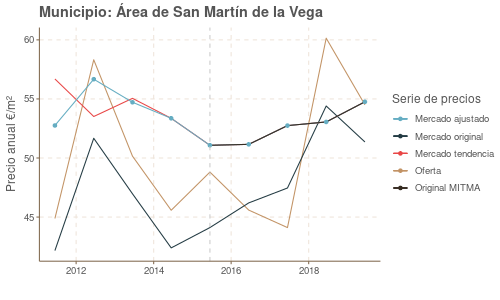 Municipio: Área de San Martín de la Vega
Precio anual €/m²
60
55
50
45
2012
2014
2016
2018
Serie de precios
Mercado ajustado
Mercado original
Mercado tendencia
Oferta
Original MITMA